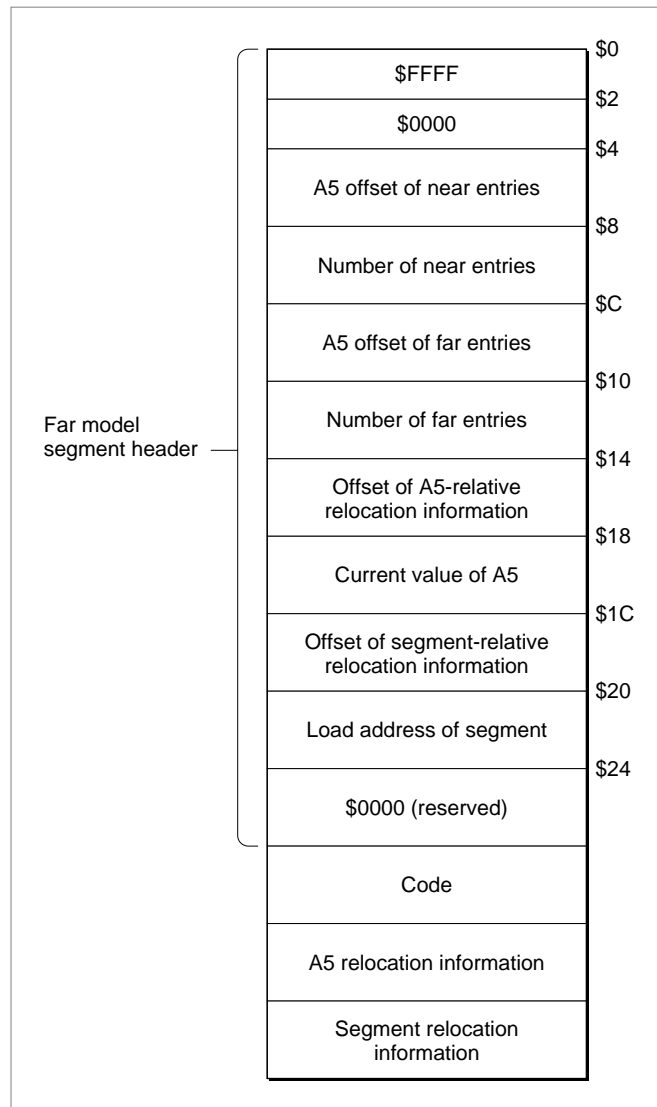 $0
$FFFF
$2
$0000
$4
A5 offset of near entries
$8
Number of near entries
$C
A5 offset of far entries
$10
Number of far entries
Far model
segment header
$14
Offset of A5-relative
relocation information
$18
Current value of A5
$1C
Offset of segment-relative
relocation information
$20
Load address of segment
$24
$0000 (reserved)
Code
A5 relocation information
Segment relocation
information